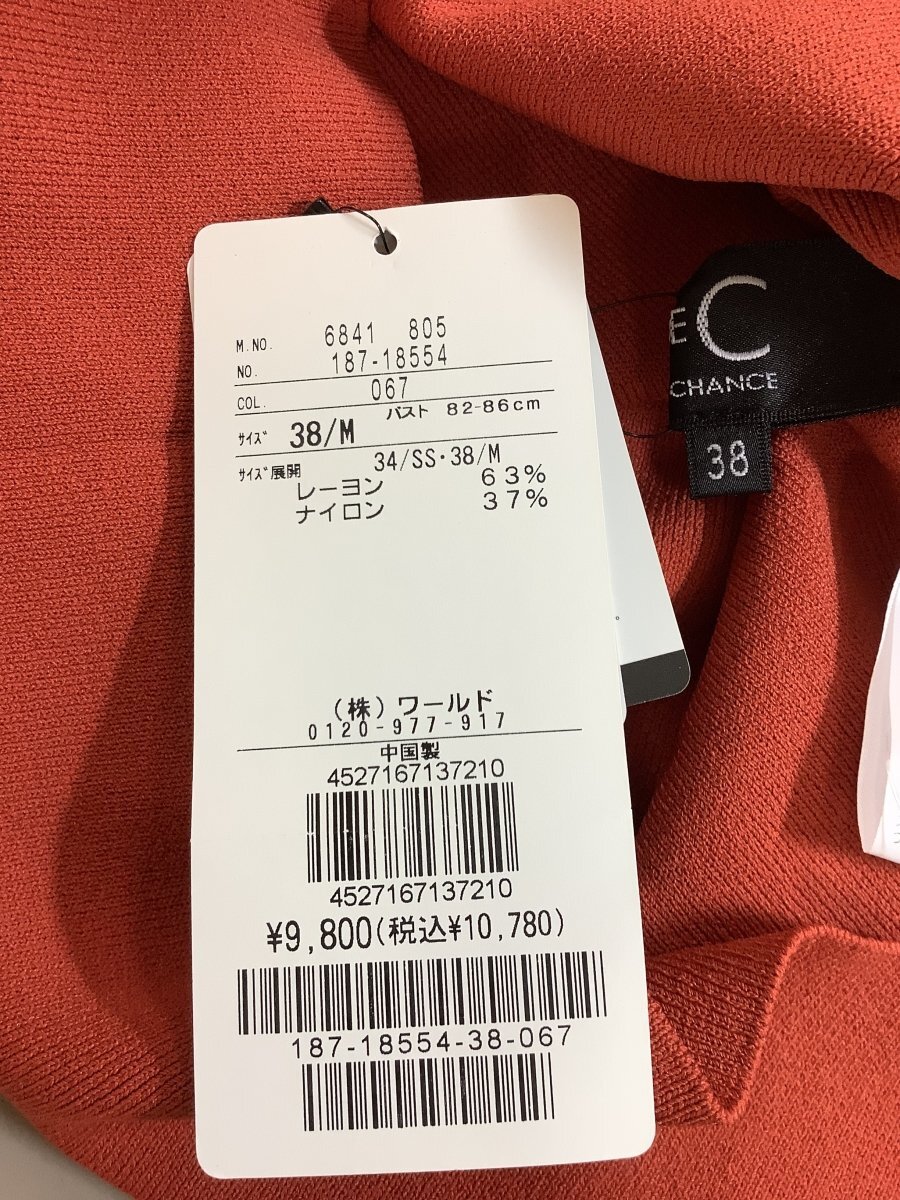 M.NO. 6841 805
NO. 187-18554
COL. 067
バスト 82-86cm
ｻｲｽﾞ 38/M
ｻｲｽﾞ展開 34/SS･38/M
レーヨン 63%
ナイロン 37%
(株)ワールド
0120-977-917
中国製
4527167137210
4527167137210
¥9,800(税込¥10,780)
187-18554-38-067
E C
CHANCE
38